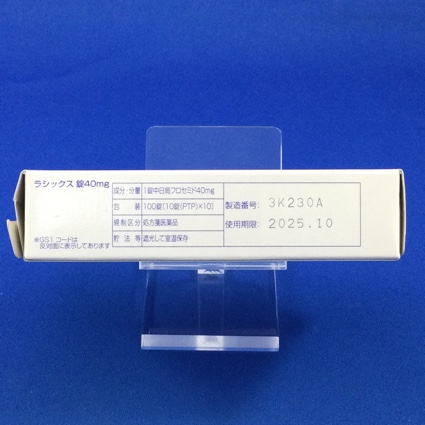 ラシックス 錠40mg
成分・分量 1錠中日局フロセミド40mg
包装 100錠[10錠(PTP)×10]
規制区分 処方箋医薬品
貯法等 遮光して室温保存
製造番号: 3K230A
使用期限: 2025.10
※GS1コードは
反対面に表示してあります